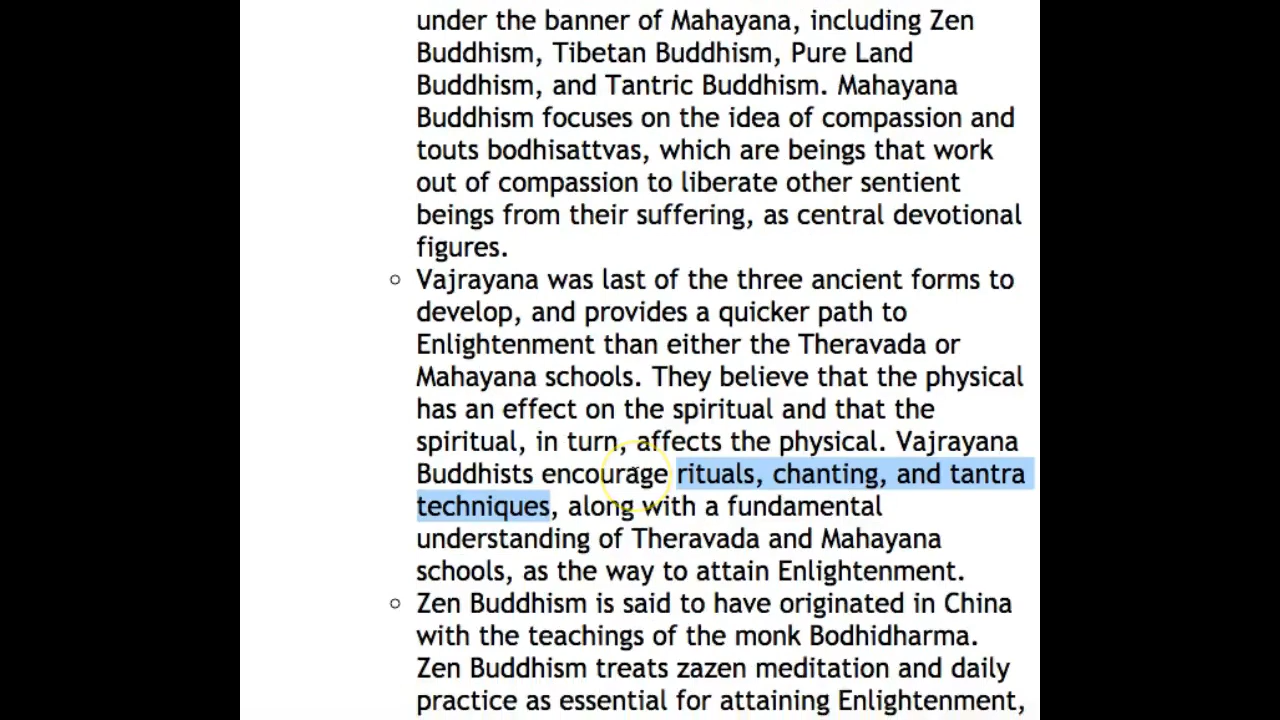 under the banner of Mahayana, including Zen
Buddhism, Tibetan Buddhism, Pure Land
Buddhism, and Tantric Buddhism. Mahayana
Buddhism focuses on the idea of compassion and
touts bodhisattvas, which are beings that work
out of compassion to liberate other sentient
beings from their suffering, as central devotional
figures.
Vajrayana was last of the three ancient forms to
develop, and provides a quicker path to
Enlightenment than either the Theravada or
Mahayana schools. They believe that the physical
has an effect on the spiritual and that the
spiritual, in turn, affects the physical. Vajrayana
Buddhists encourage rituals, chanting, and tantra
techniques, along with a fundamental
understanding of Theravada and Mahayana
schools, as the way to attain Enlightenment.
Zen Buddhism is said to have originated in China
with the teachings of the monk Bodhidharma.
Zen Buddhism treats zazen meditation and daily
practice as essential for attaining Enlightenment,